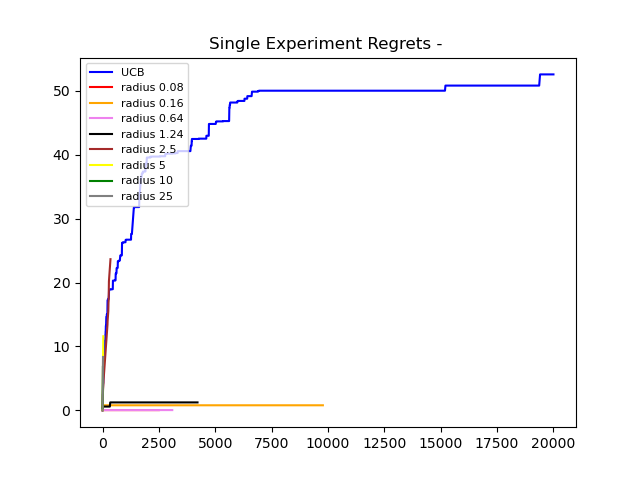 Single Experiment Regrets -
UCB
radius 0.08
radius 0.16
radius 0.64
radius 1.24
radius 2.5
radius 5
radius 10
radius 25
50
40
30
20
10
0
0 2500 5000 7500 10000 12500 15000 17500 20000